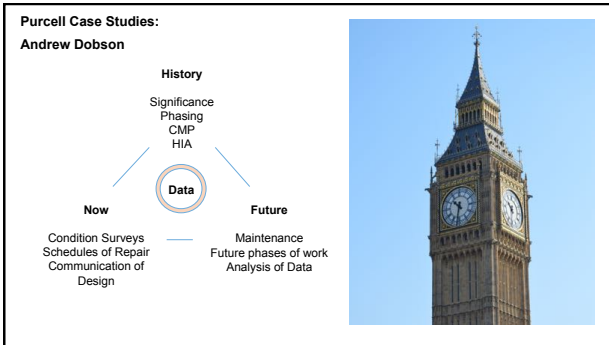 Purcell Case Studies:
Andrew Dobson
History
Significance
Phasing
CMP
HIA
Data
Now
Condition Surveys
Schedules of Repair
Communication of
Design
Future
Maintenance
Future phases of work
Analysis of Data